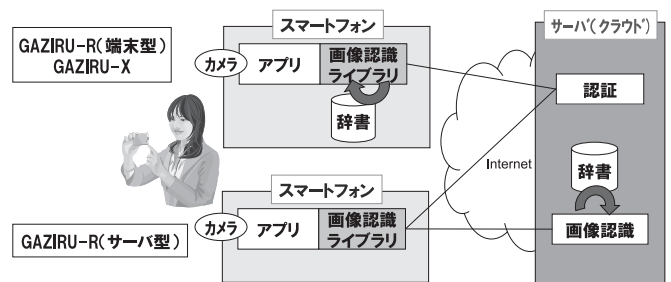 GAZIRU-R(端末型)
GAZIRU-X
スマートフォン
カメラ
アプリ
画像認識
ライブラリ
辞書
サーバ(クラウド)
認証
Internet
辞書
画像認識
スマートフォン
カメラ
アプリ
画像認識
ライブラリ
GAZIRU-R(サーバ型)